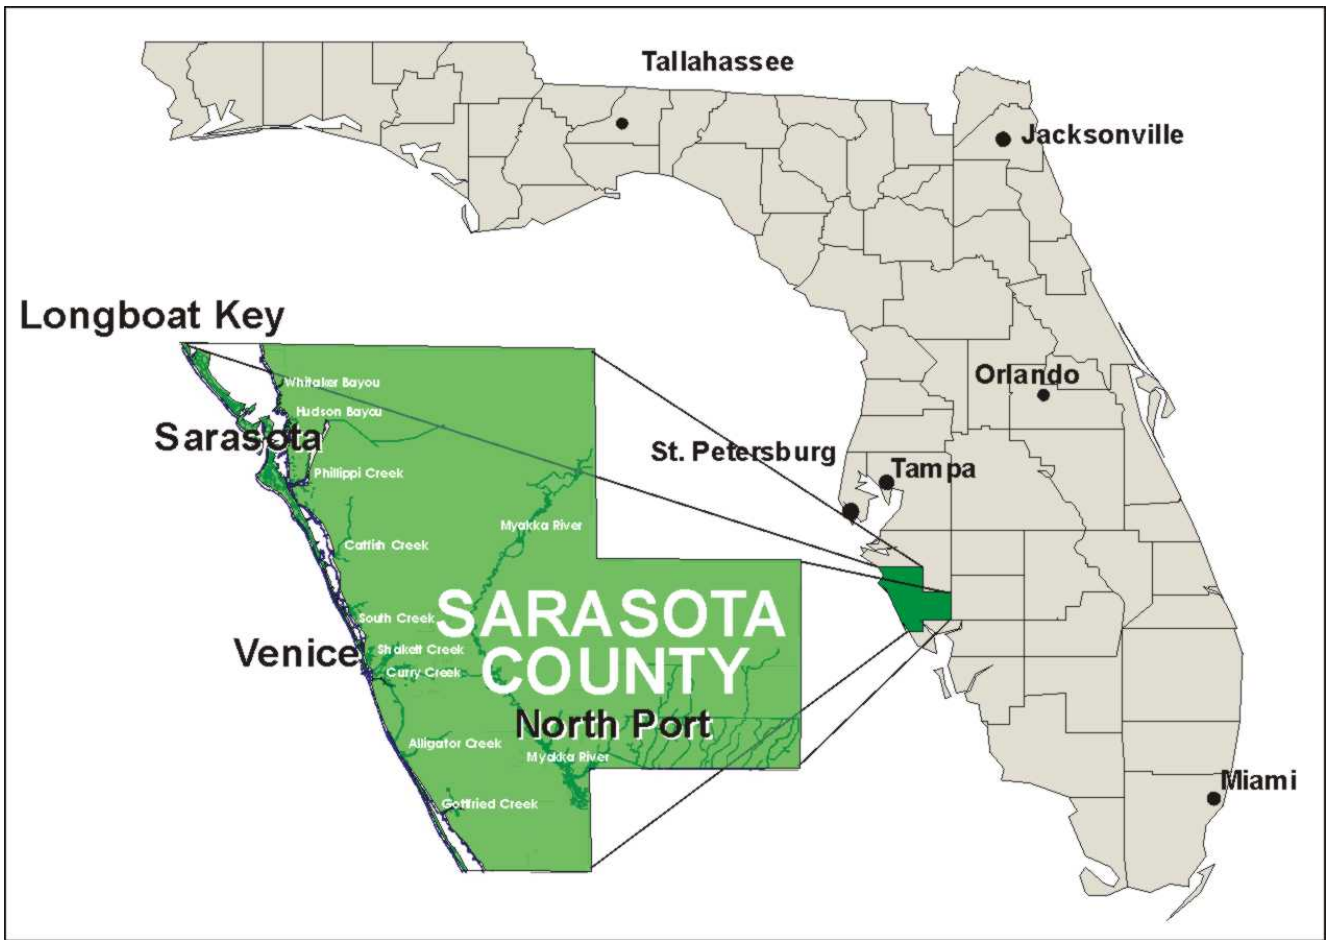 Tallahassee
Jacksonville
Longboat Key
Orlando
Whitaker Bayou
Hudson Bayou
Sarasota
St. Petersburg
Tampa
Phillippi Creek
Myakka River
Catfish Creek
SARASOTA
COUNTY
South Creek
Venice
Shakett Creek
Curry Creek
North Port
Alligator Creek
Myakka River
Miami
Gottfried Creek